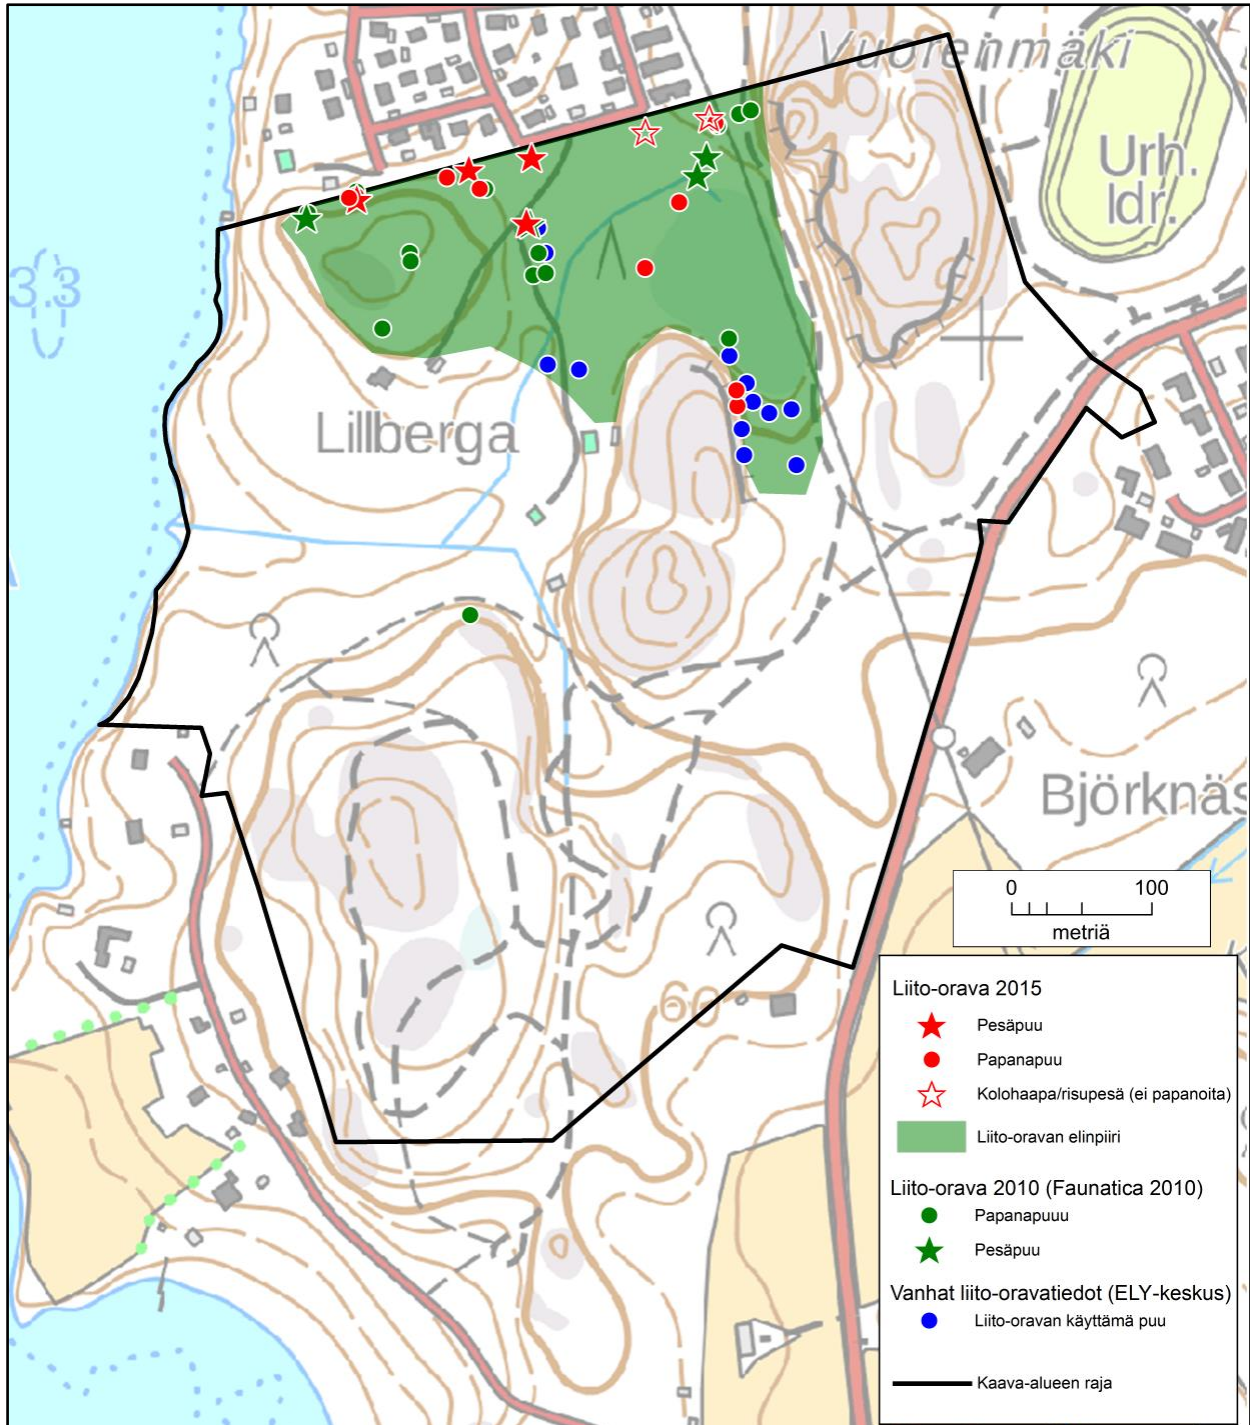 Vuorenmäki
Urh.
ldr.
3.3
Lillberga
Björknäs
0 100
metriä
60
Liito-orava 2015
Pesäpuu
Papanapuu
Kolohaapa/risupesä (ei papanoita)
Liito-oravan elinpiiri
Liito-orava 2010 (Faunatica 2010)
Papanapuuu
Pesäpuu
Vanhat liito-oravatiedot (ELY-keskus)
Liito-oravan käyttämä puu
Kaava-alueen raja